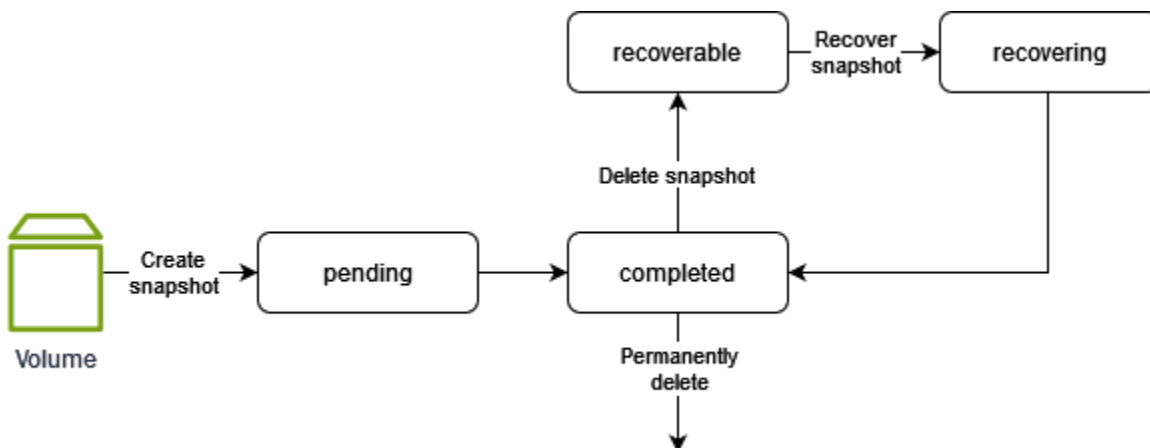 recoverable
Recover
snapshot
recovering
Delete snapshot
Create
snapshot
pending
completed
Volume
Permanently
delete